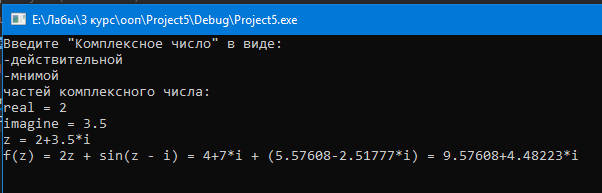 E:\Лабы\3 курс\ооп\Project5\Debug\Project5.exe
Введите "Комплексное число" в виде:
-действительной
-мнимой
частей комплексного числа:
real = 2
imagine = 3.5
z = 2+3.5*i
f(z) = 2z + sin(z - i) = 4+7*i + (5.57608-2.51777*i) = 9.57608+4.48223*i